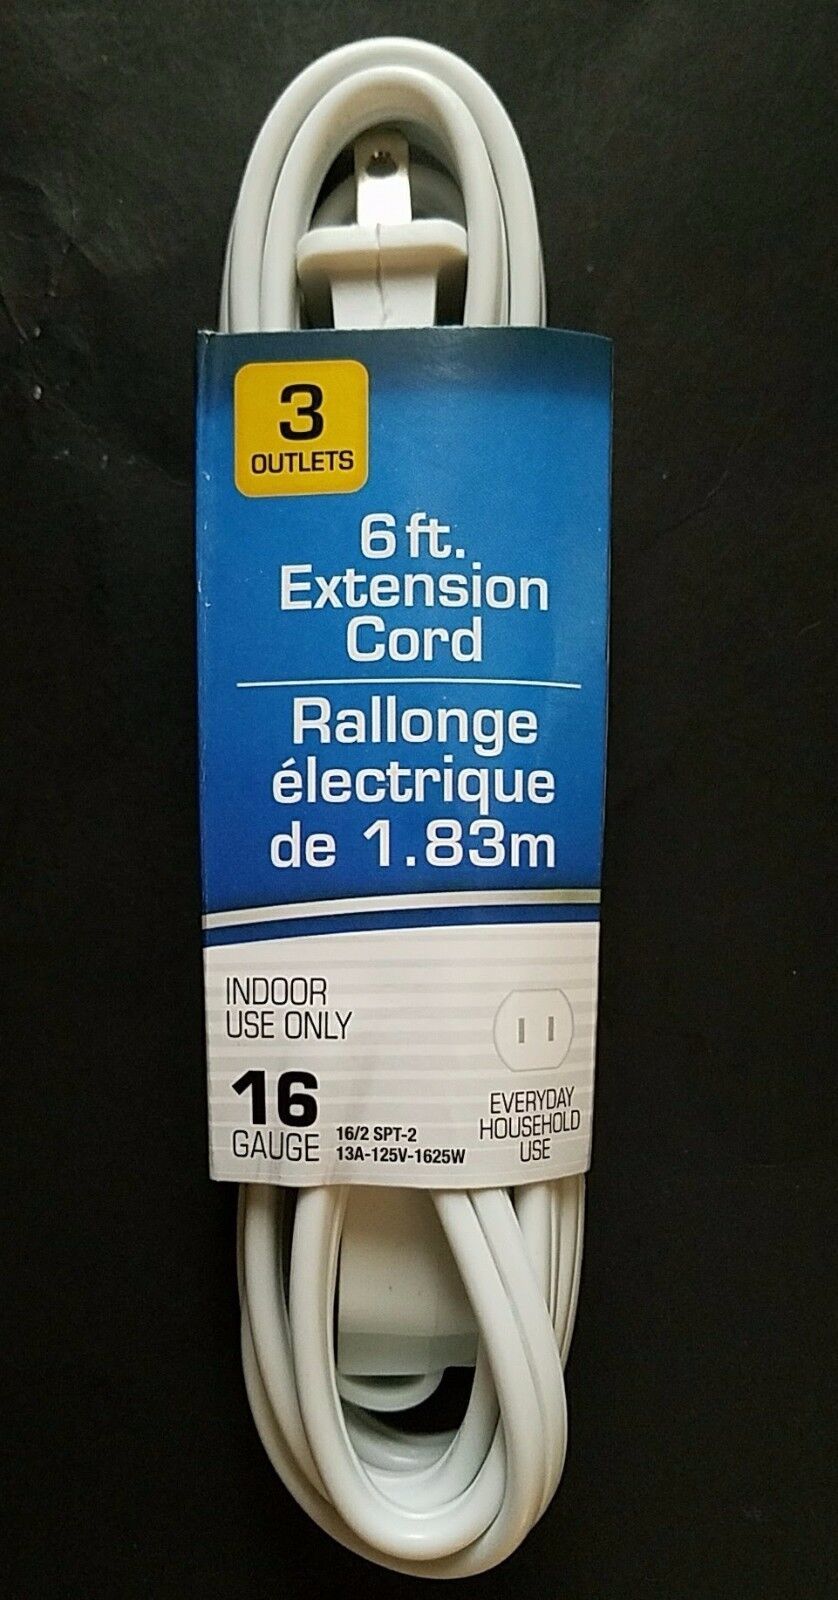 3
OUTLETS
6 ft.
Extension
Cord
Rallonge
électrique
de 1.83m
INDOOR
USE ONLY
16
GAUGE
16/2 SPT-2
13A-125V-1625W
EVERYDAY
HOUSEHOLD
USE